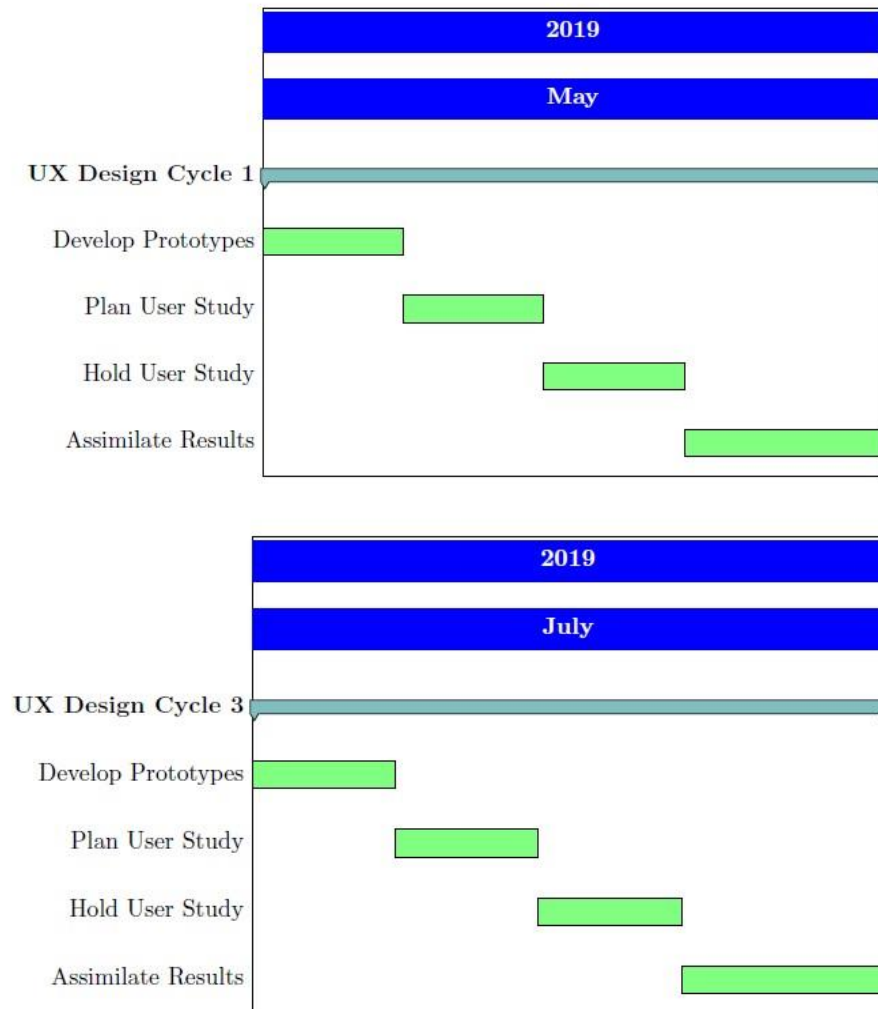 2019
May
UX Design Cycle 1
Develop Prototypes
Plan User Study
Hold User Study
Assimilate Results
2019
July
UX Design Cycle 3
Develop Prototypes
Plan User Study
Hold User Study
Assimilate Results